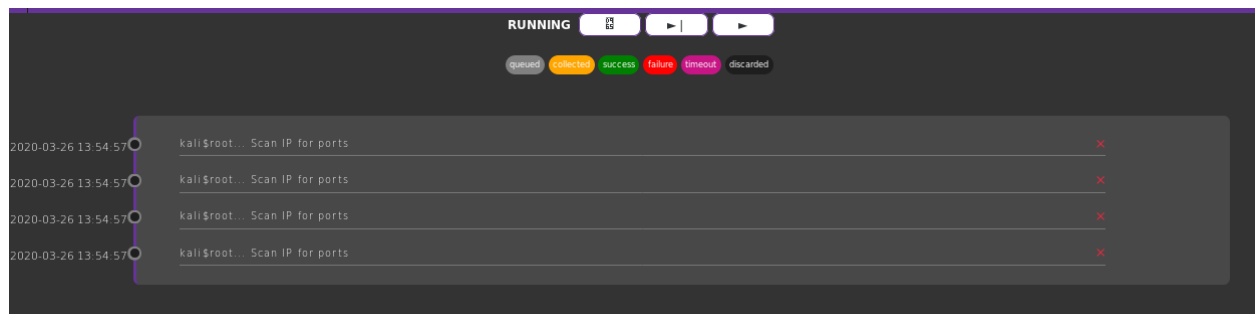 RUNNING ►| ►
queued collected success failure timeout discarded
2020-03-26 13:54:57 kali$root... Scan IP for ports ×
2020-03-26 13:54:57 kali$root... Scan IP for ports ×
2020-03-26 13:54:57 kali$root... Scan IP for ports ×
2020-03-26 13:54:57 kali$root... Scan IP for ports ×